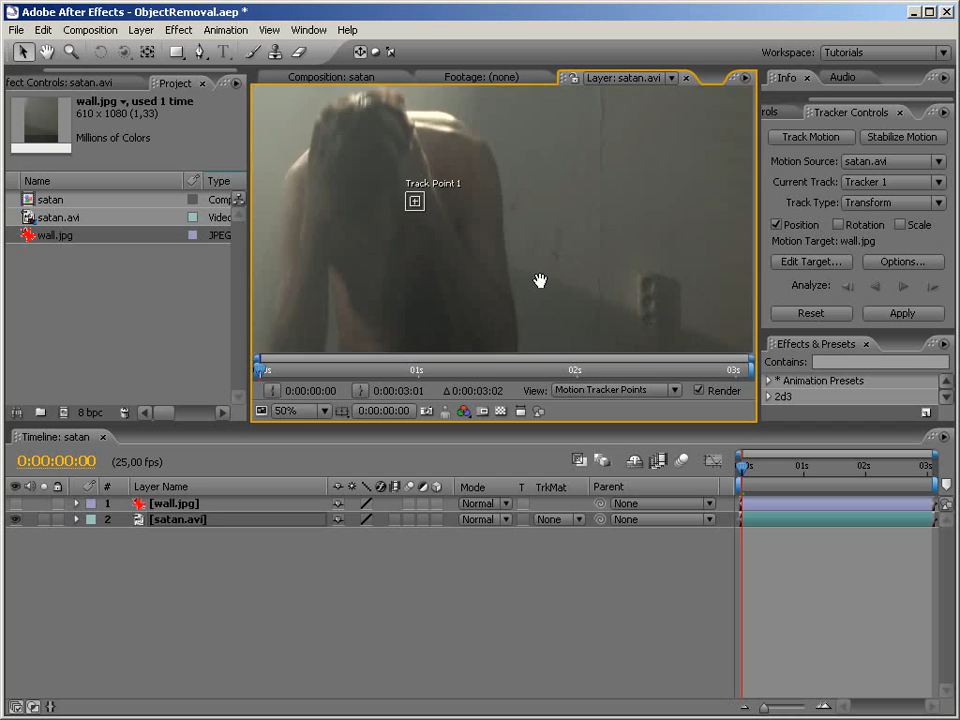 Adobe After Effects - ObjectRemoval.aep *
File Edit Composition Layer Effect Animation View Window Help
Workspace: Tutorials
fect Controls: satan.avi Project
Composition: satan Footage: (none) Layer: satan.avi
Info Audio
wall.jpg , used 1 time
610 x 1080 (1,33)
Millions of Colors
Name Type
satan Comp
satan.avi Video
wall.jpg JPEG
8 bpc
Track Point 1
01s 02s 03s
0:00:00:00 0:00:03:01 Δ 0:00:03:02 View: Motion Tracker Points Render
50% 0:00:00:00
rols Tracker Controls
Track Motion Stabilize Motion
Motion Source: satan.avi
Current Track: Tracker 1
Track Type: Transform
Position Rotation Scale
Motion Target: wall.jpg
Edit Target... Options...
Analyze:
Reset Apply
Effects & Presets
Contains:
* Animation Presets
2d3
Timeline: satan
0:00:00:00 (25,00 fps)
# Layer Name Mode T TrkMat Parent
01s 02s 03s
1 [wall.jpg] Normal None
2 [satan.avi] Normal None None